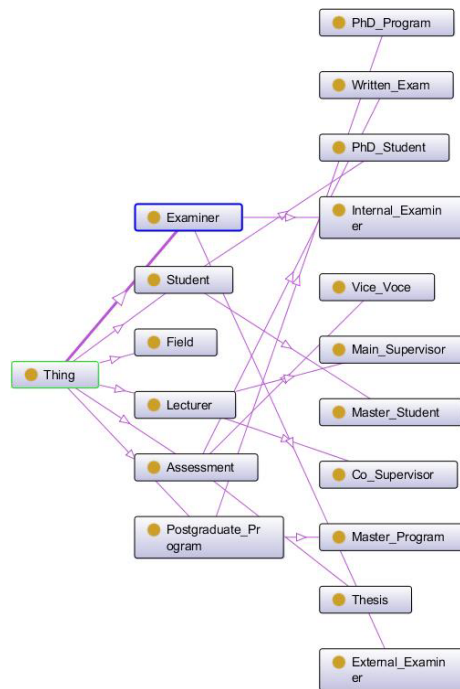 Thing
Examiner
Student
Field
Lecturer
Assessment
Postgraduate_Pr
ogram
PhD_Program
Written_Exam
PhD_Student
Internal_Examin
er
Vice_Voce
Main_Supervisor
Master_Student
Co_Supervisor
Master_Program
Thesis
External_Examin
er